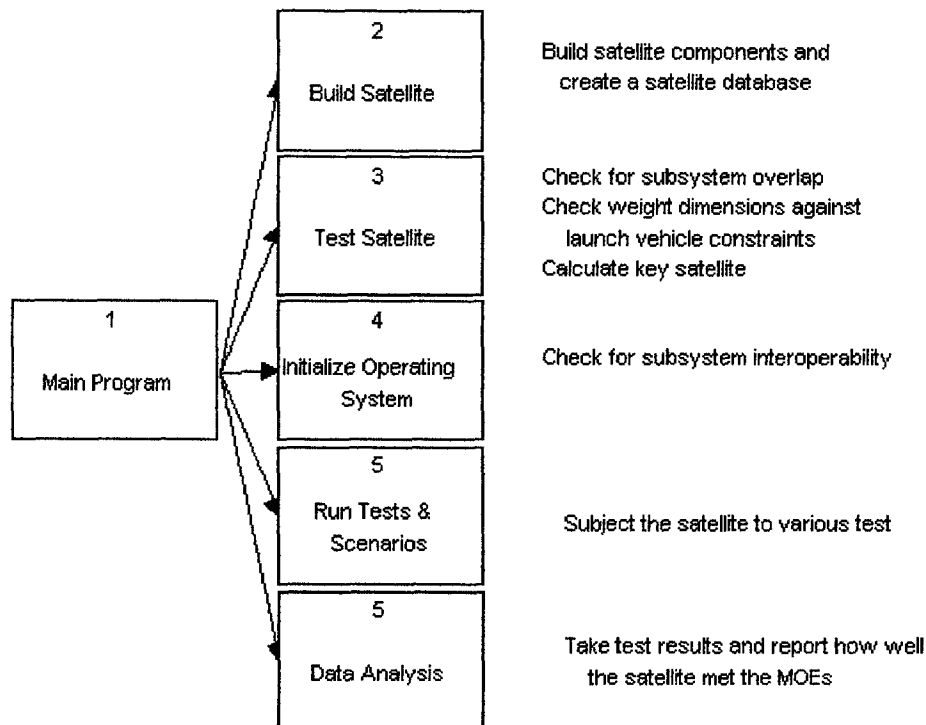 2
Build Satellite
Build satellite components and
create a satellite database
3
Test Satellite
Check for subsystem overlap
Check weight dimensions against
launch vehicle constraints
Calculate key satellite
1
Main Program
4
Initialize Operating
System
Check for subsystem interoperability
5
Run Tests &
Scenarios
Subject the satellite to various test
5
Data Analysis
Take test results and report how well
the satellite met the MOEs